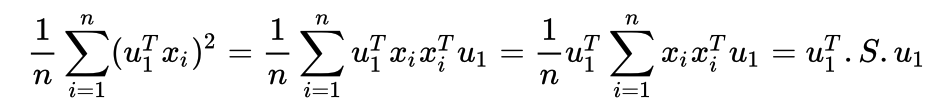 \frac{1}{n} \sum_{i=1}^{n} (u_1^T x_i)^2 = \frac{1}{n} \sum_{i=1}^{n} u_1^T x_i x_i^T u_1 = \frac{1}{n} u_1^T \sum_{i=1}^{n} x_i x_i^T u_1 = u_1^T . S . u_1